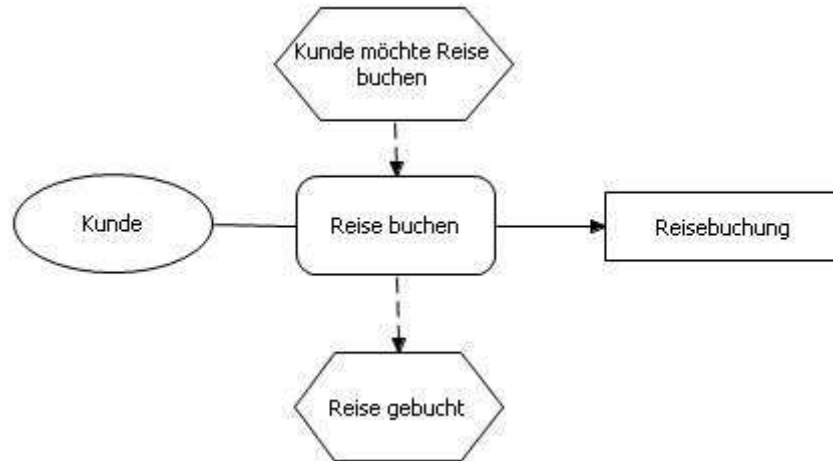 Kunde möchte Reise
buchen
Kunde
Reise buchen
Reisebuchung
Reise gebucht